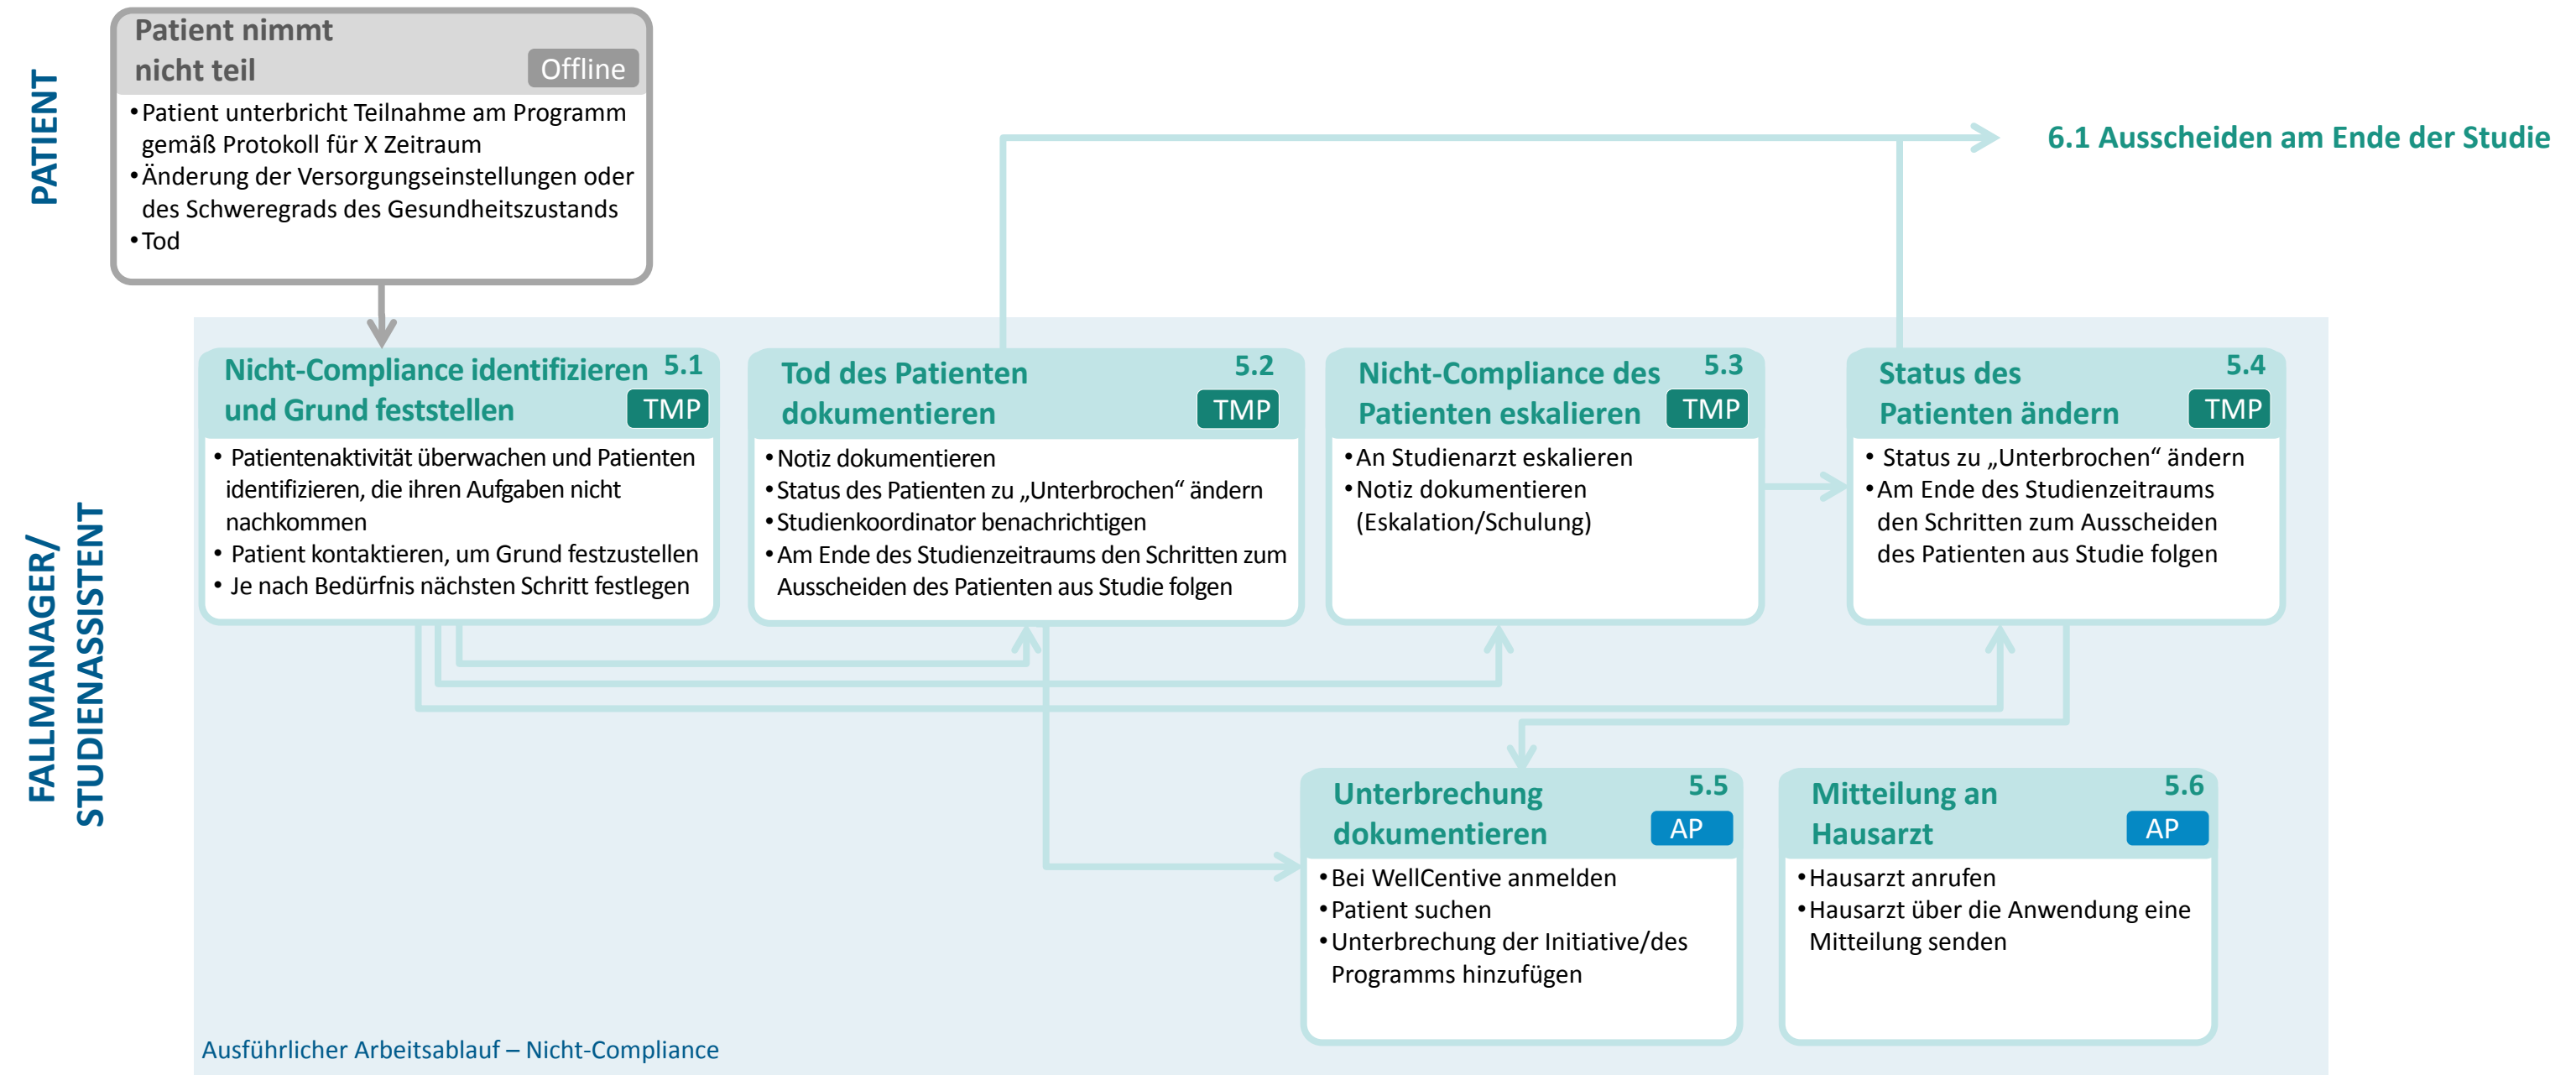 PATIENT
Patient nimmt
nicht teil
Offline
•Patient unterbricht Teilnahme am Programm
gemäß Protokoll für X Zeitraum
•Änderung der Versorgungseinstellungen oder
des Schweregrads des Gesundheitszustands
•Tod
6.1 Ausscheiden am Ende der Studie
FALLMANAGER/
STUDIENASSISTENT
Nicht-Compliance identifizieren 5.1
und Grund feststellen TMP
• Patientenaktivität überwachen und Patienten
identifizieren, die ihren Aufgaben nicht
nachkommen
• Patient kontaktieren, um Grund festzustellen
• Je nach Bedürfnis nächsten Schritt festlegen
Tod des Patienten 5.2
dokumentieren TMP
•Notiz dokumentieren
•Status des Patienten zu „Unterbrochen“ ändern
•Studienkoordinator benachrichtigen
•Am Ende des Studienzeitraums den Schritten zum
Ausscheiden des Patienten aus Studie folgen
Nicht-Compliance des 5.3
Patienten eskalieren TMP
•An Studienarzt eskalieren
•Notiz dokumentieren
(Eskalation/Schulung)
Status des 5.4
Patienten ändern TMP
• Status zu „Unterbrochen“ ändern
•Am Ende des Studienzeitraums
den Schritten zum Ausscheiden
des Patienten aus Studie folgen
Unterbrechung 5.5
dokumentieren AP
•Bei WellCentive anmelden
•Patient suchen
•Unterbrechung der Initiative/des
Programms hinzufügen
Mitteilung an 5.6
Hausarzt AP
•Hausarzt anrufen
•Hausarzt über die Anwendung eine
Mitteilung senden
Ausführlicher Arbeitsablauf – Nicht-Compliance